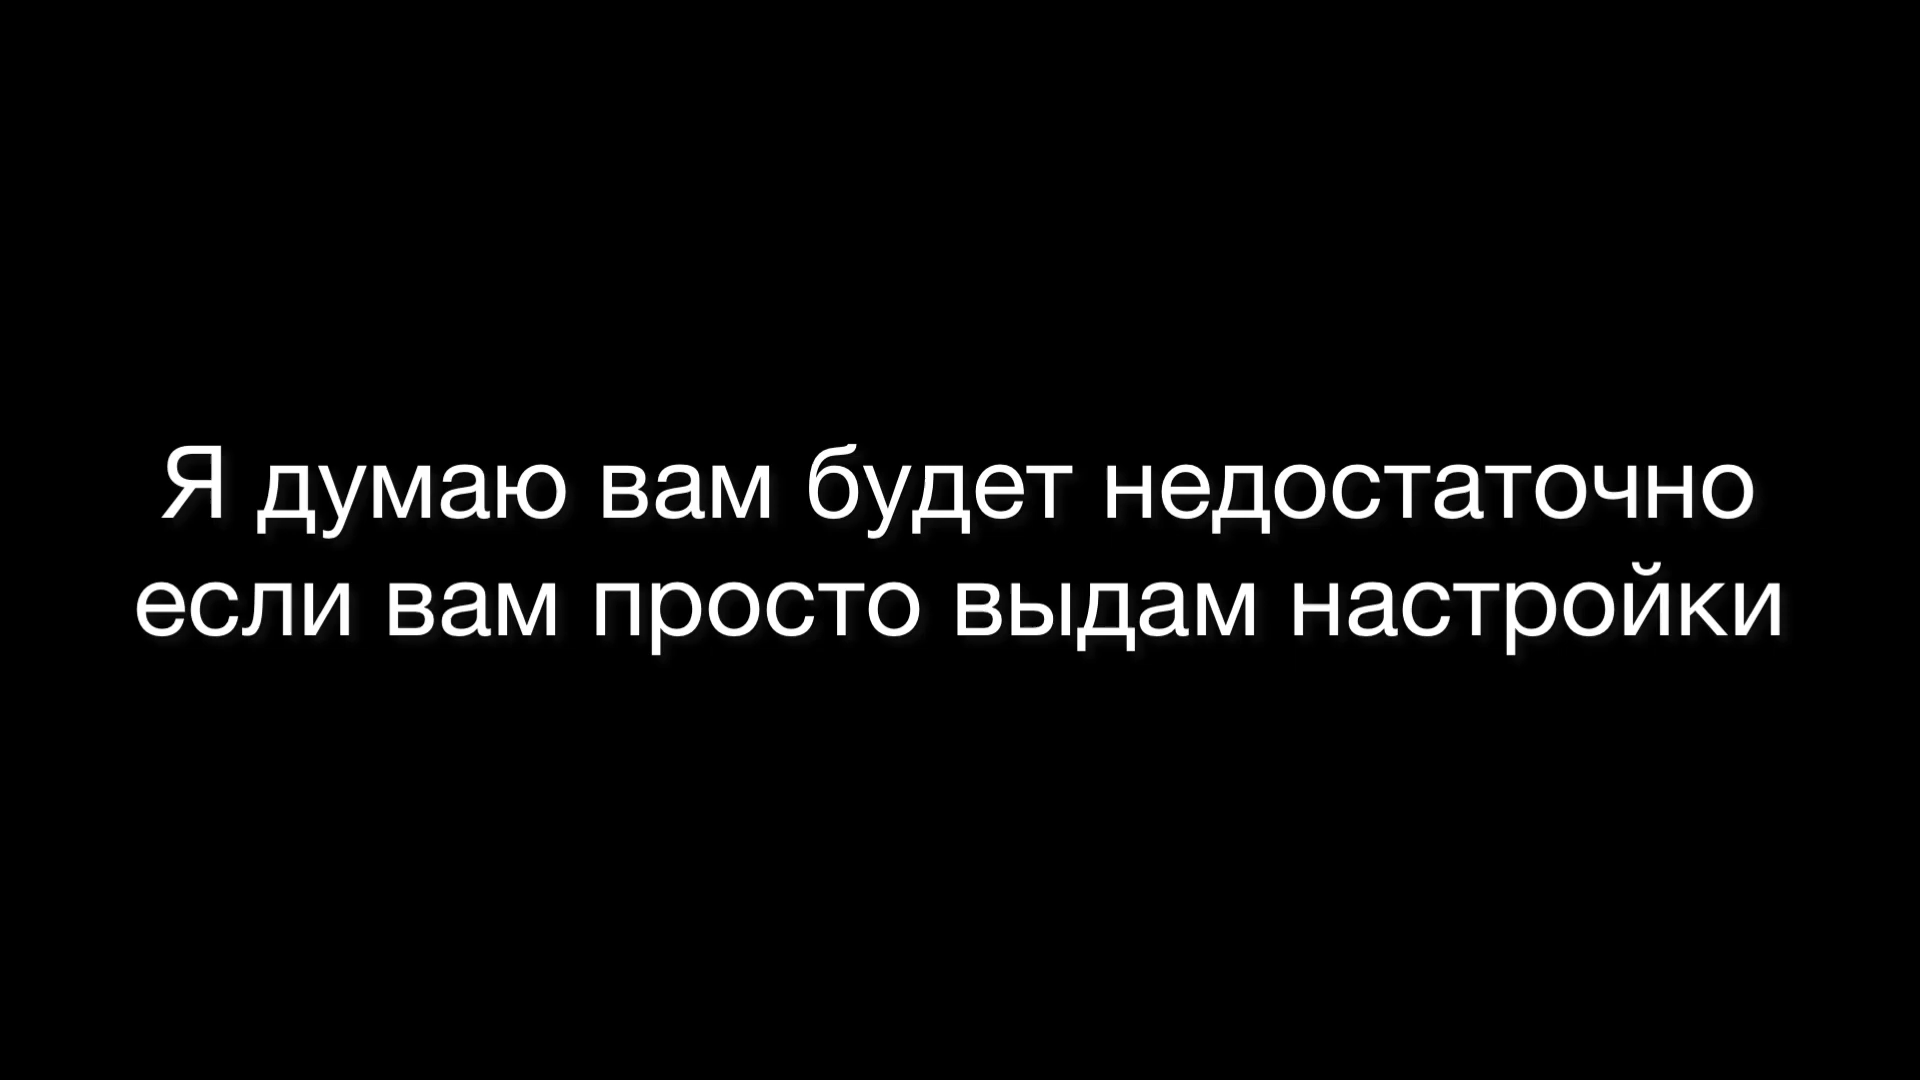 Я думаю вам будет недостаточно
если вам просто выдам настройки